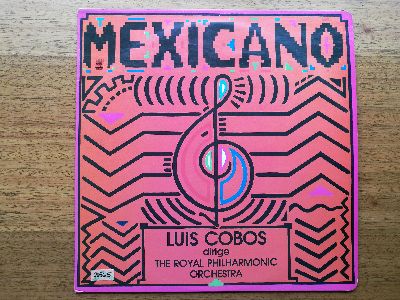 MEXICANO
LUIS COBOS
dirige
THE ROYAL PHILHARMONIC
ORCHESTRA